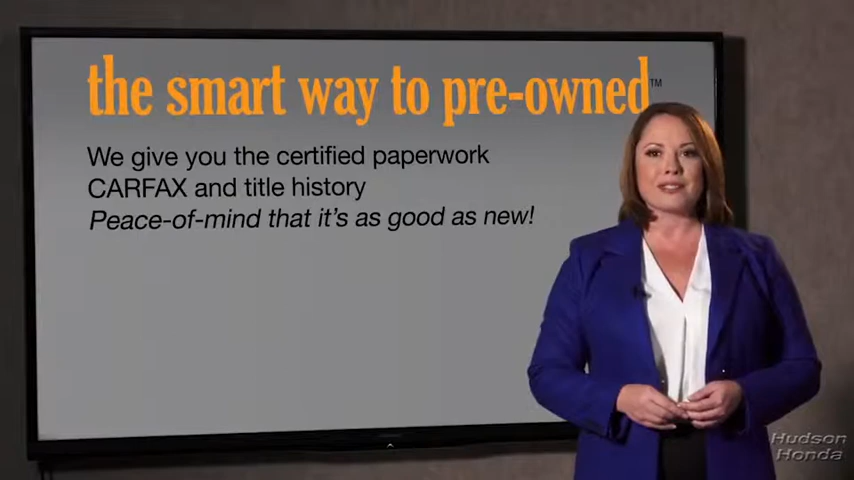 the smart way to pre-owned™
We give you the certified paperwork
CARFAX and title history
Peace-of-mind that it's as good as new!
Hudson
Honda